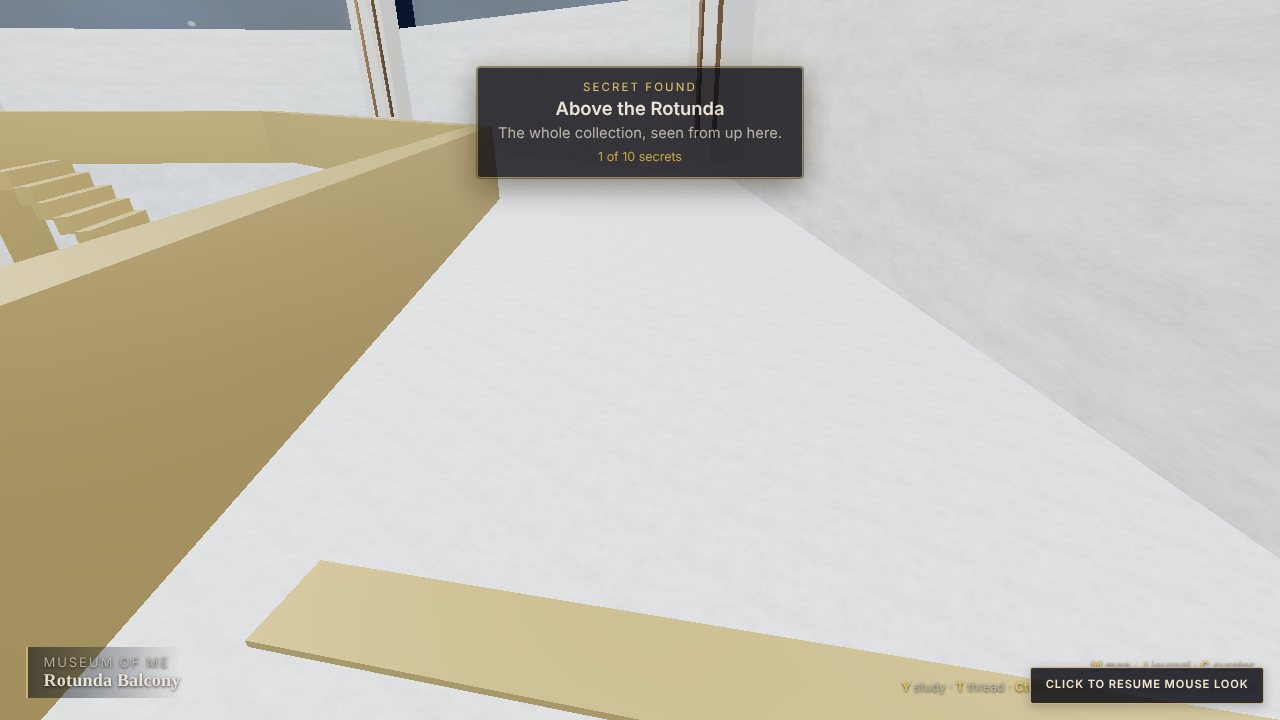 SECRET FOUND
Above the Rotunda
The whole collection, seen from up here.
1 of 10 secrets
MUSEUM OF ME
Rotunda Balcony
Y study · T thread ·
CLICK TO RESUME MOUSE LOOK